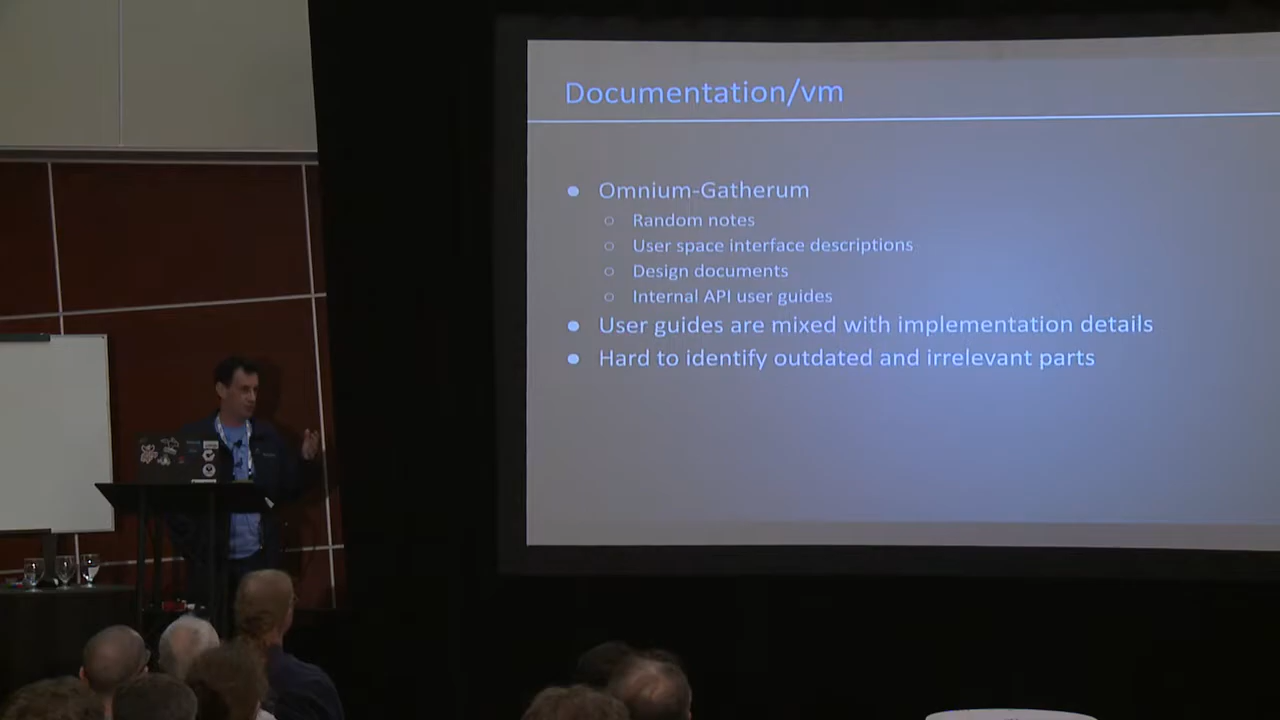 Documentation/vm
● Omnium-Gatherum
○ Random notes
○ User space interface descriptions
○ Design documents
○ Internal API user guides
● User guides are mixed with implementation details
● Hard to identify outdated and irrelevant parts